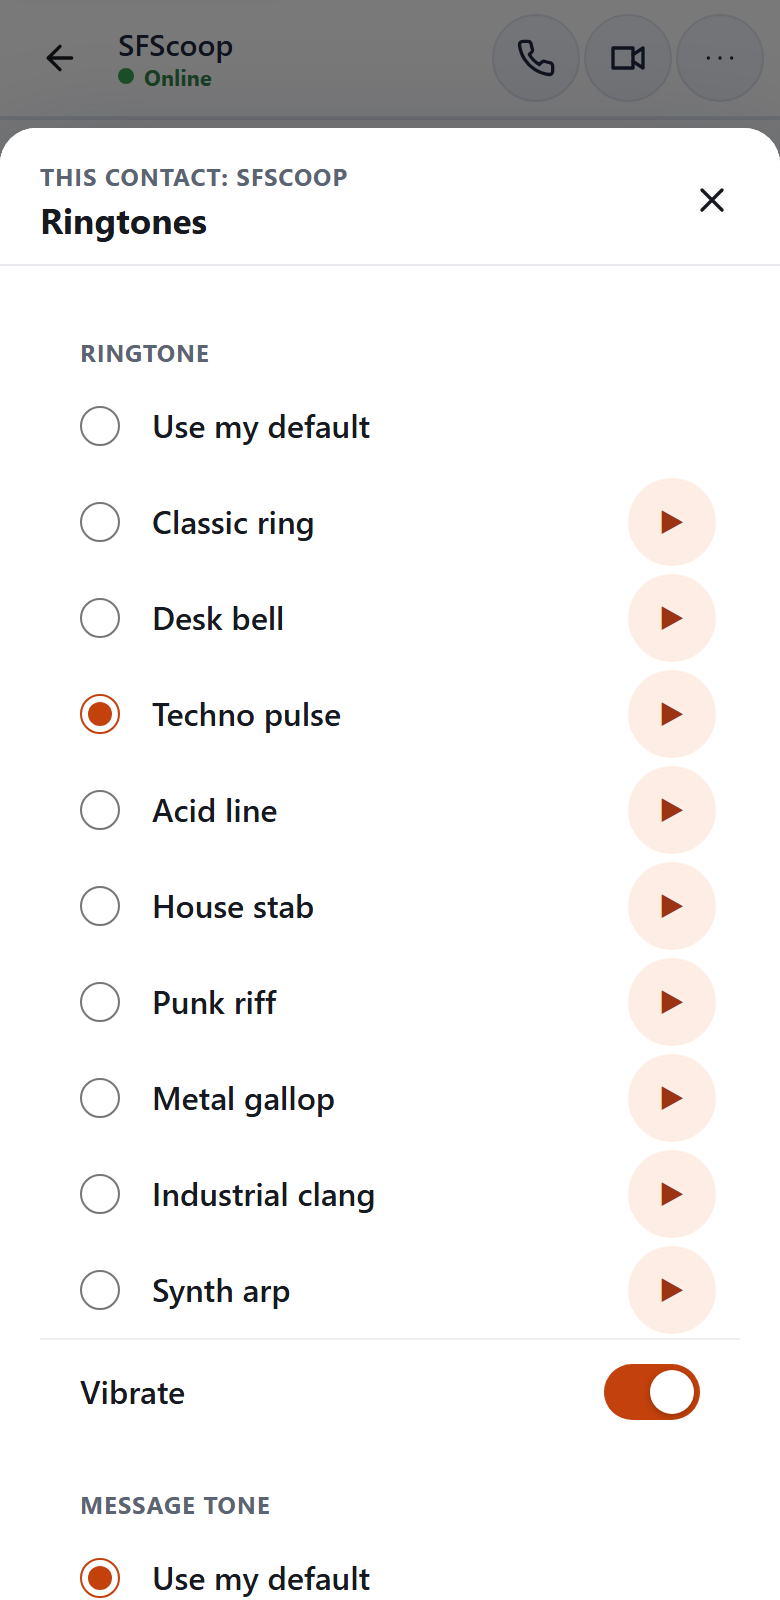 SFScoop
Online
THIS CONTACT: SFSCOOP
Ringtones
RINGTONE
Use my default
Classic ring
Desk bell
Techno pulse
Acid line
House stab
Punk riff
Metal gallop
Industrial clang
Synth arp
Vibrate
MESSAGE TONE
Use my default